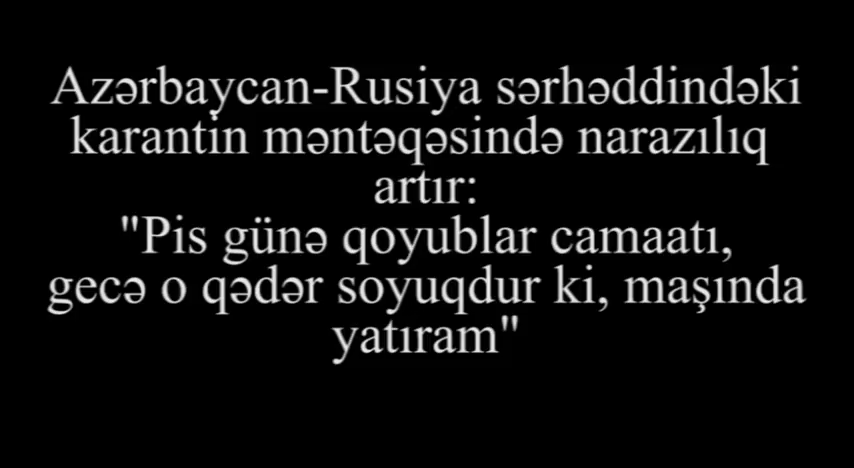 Azərbaycan-Rusiya sərhəddindəki
karantin məntəqəsində narazılıq
artır:
"Pis günə qoyublar camaatı,
gecə o qədər soyuqdur ki, maşında
yatıram"